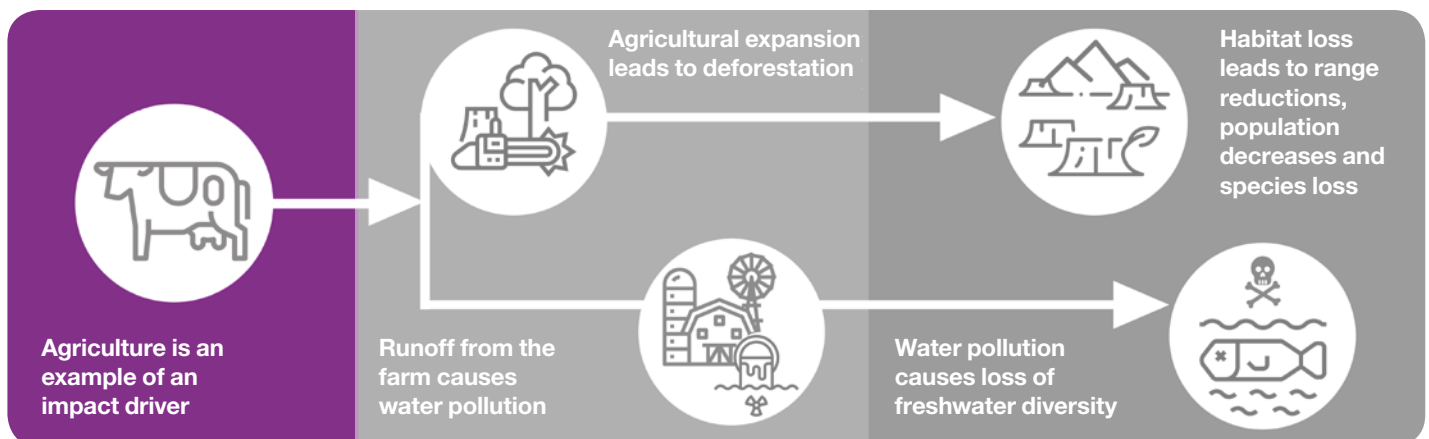 Agriculture is an
example of an
impact driver
Agricultural expansion
leads to deforestation
Runoff from the
farm causes
water pollution
Habitat loss
leads to range
reductions,
population
decreases and
species loss
Water pollution
causes loss of
freshwater diversity